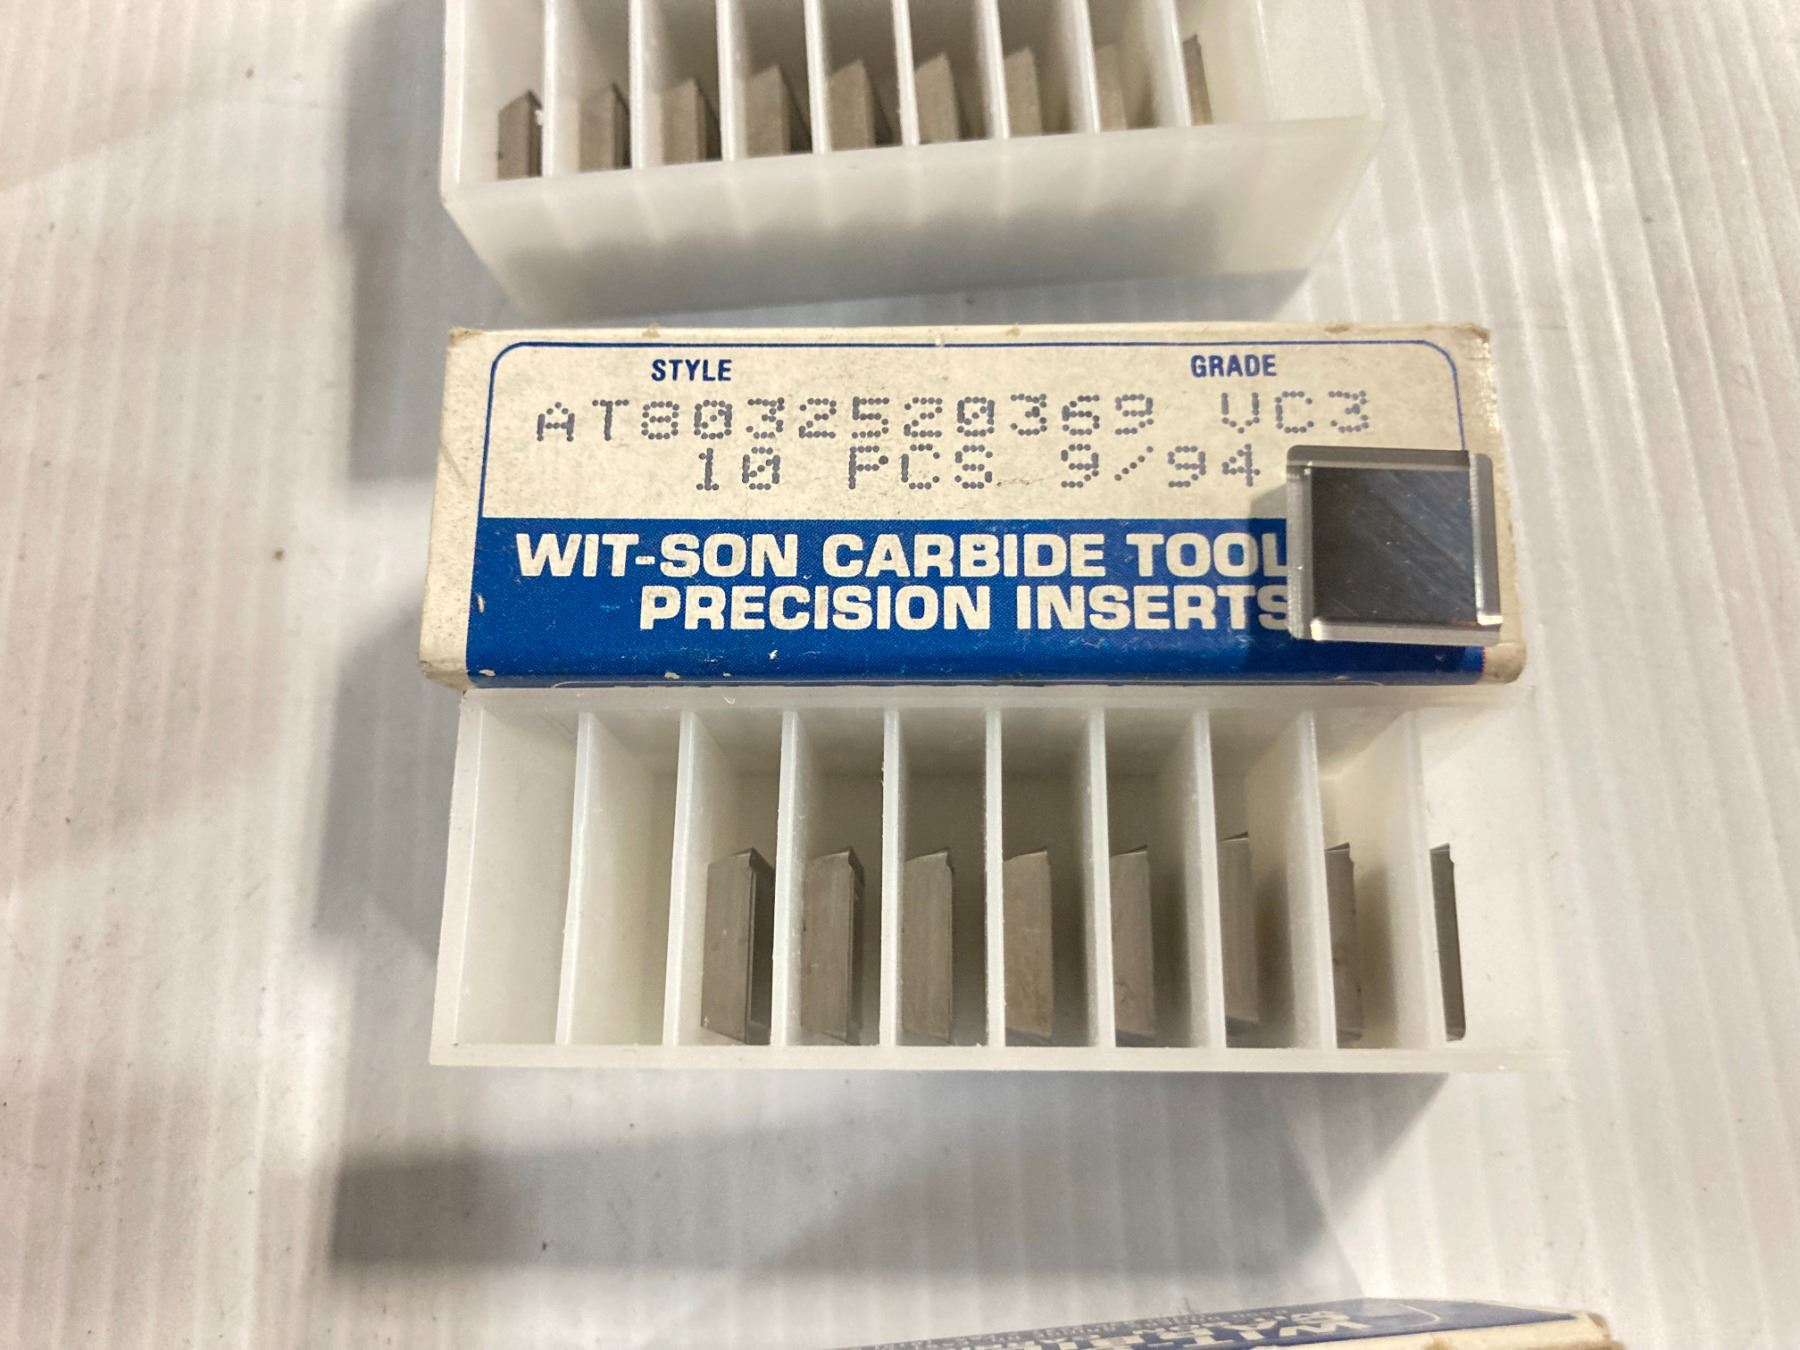 STYLE GRADE
AT8032520369 VC3
10 PCS 9/94
WIT-SON CARBIDE TOOL
PRECISION INSERTS